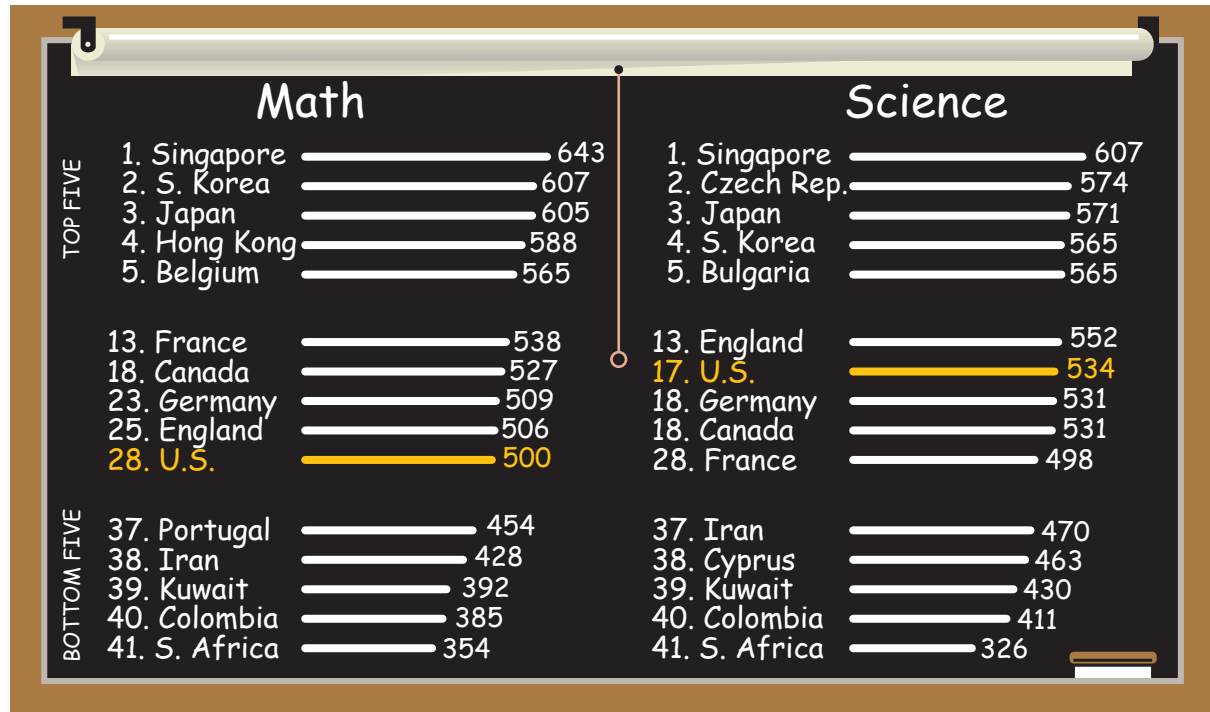 Math
TOP FIVE
1. Singapore 643
2. S. Korea 607
3. Japan 605
4. Hong Kong 588
5. Belgium 565
13. France 538
18. Canada 527
23. Germany 509
25. England 506
28. U.S. 500
BOTTOM FIVE
37. Portugal 454
38. Iran 428
39. Kuwait 392
40. Colombia 385
41. S. Africa 354
Science
1. Singapore 607
2. Czech Rep. 574
3. Japan 571
4. S. Korea 565
5. Bulgaria 565
13. England 552
17. U.S. 534
18. Germany 531
18. Canada 531
28. France 498
37. Iran 470
38. Cyprus 463
39. Kuwait 430
40. Colombia 411
41. S. Africa 326